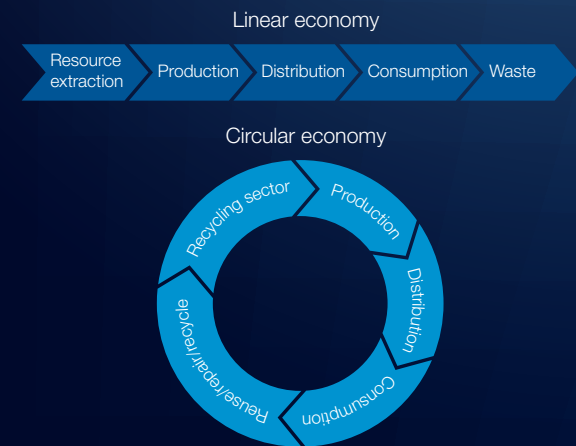 Linear economy
Resource
extraction
Production
Distribution
Consumption
Waste
Circular economy
Recycling sector
Production
Distribution
Consumption
Reuse/repair/recycle